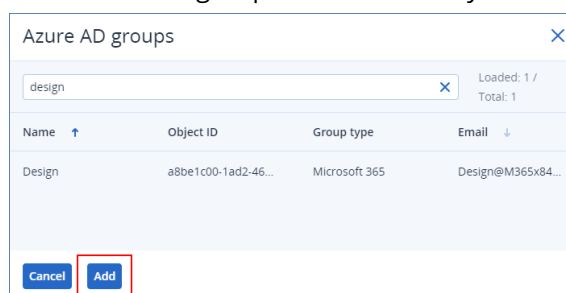 Azure AD groups
design
Loaded: 1 /
Total: 1
Name Object ID Group type Email
Design a8be1c00-1ad2-46... Microsoft 365 Design@M365x84...
Cancel Add